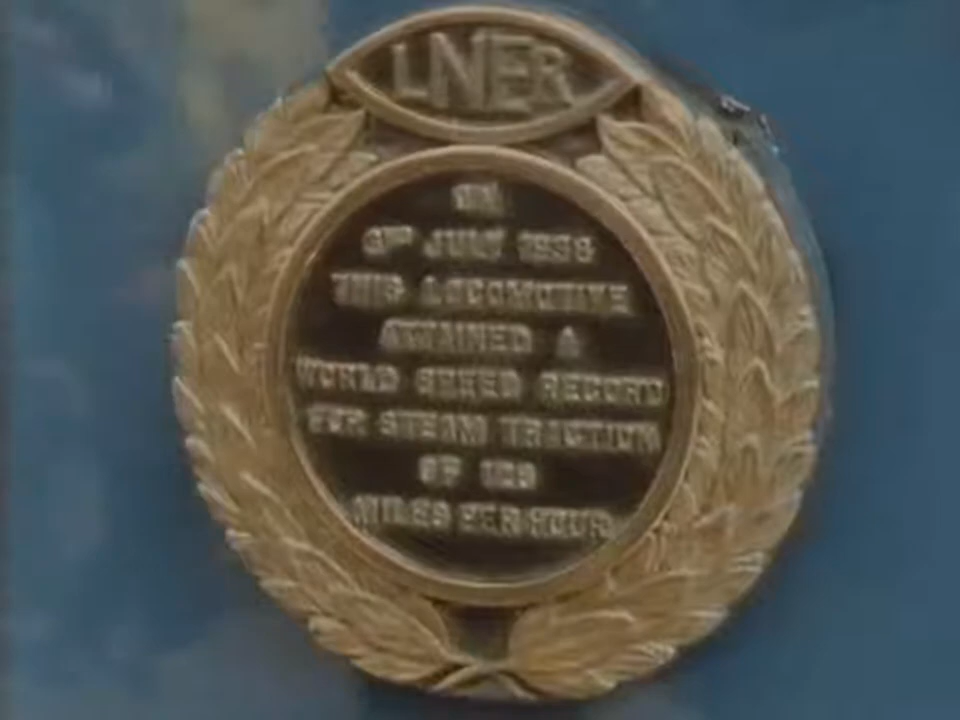 LNER
ON
JULY 1938
THIS LOCOMOTIVE
ATTAINED A
WORLD SPEED RECORD
FOR STEAM TRACTION
OF
MILES PER HOUR